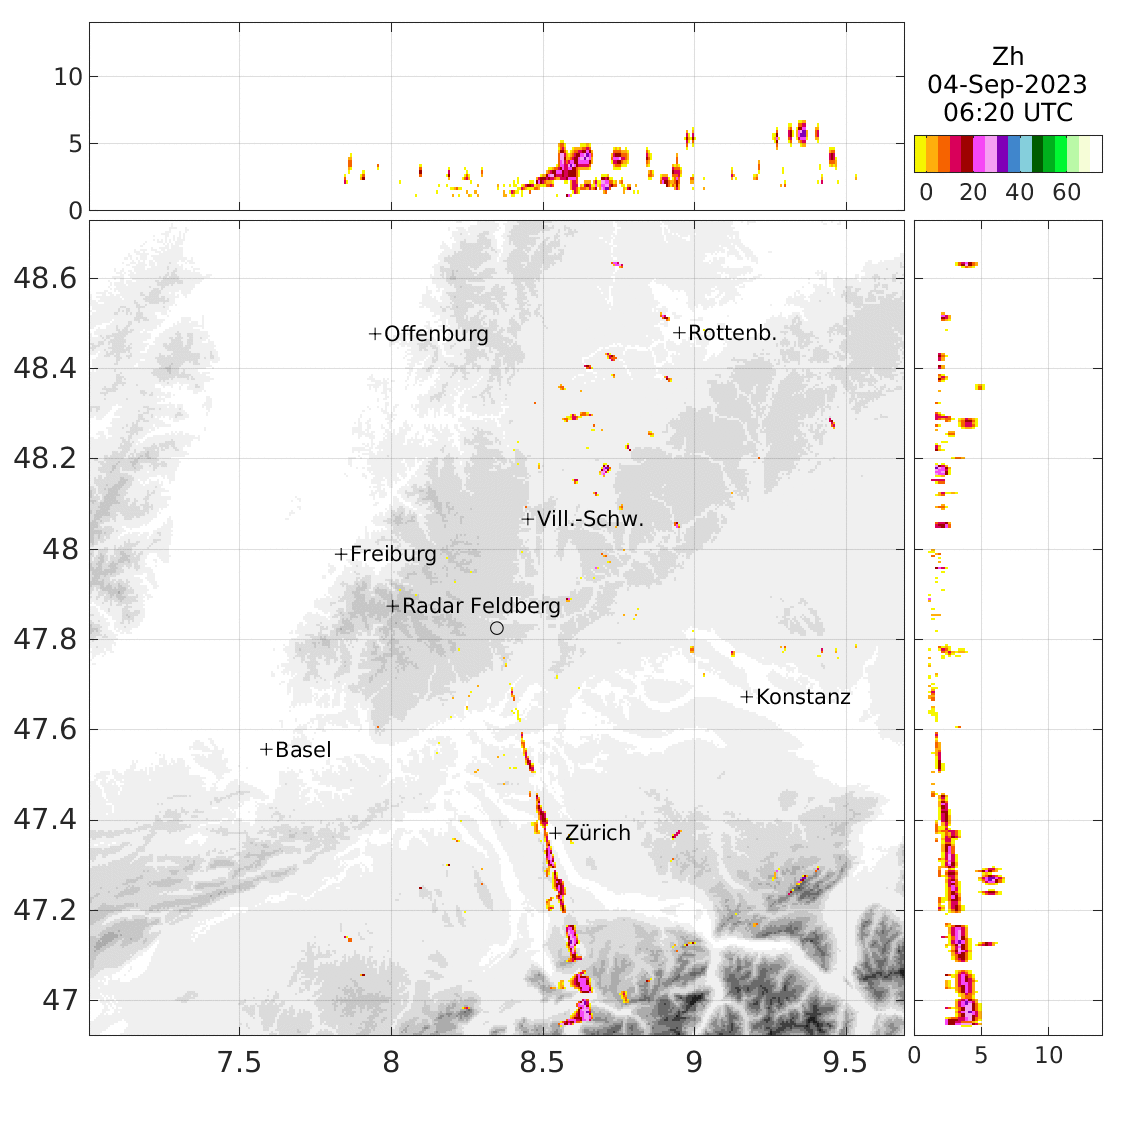 10
5
0
Zh
04-Sep-2023
06:20 UTC
0 20 40 60
48.6
48.4
48.2
48
47.8
47.6
47.4
47.2
47
+Offenburg
+Rottenb.
+Vill.-Schw.
+Freiburg
+Radar Feldberg
+Konstanz
+Basel
+Zürich
7.5 8 8.5 9 9.5
0 5 10